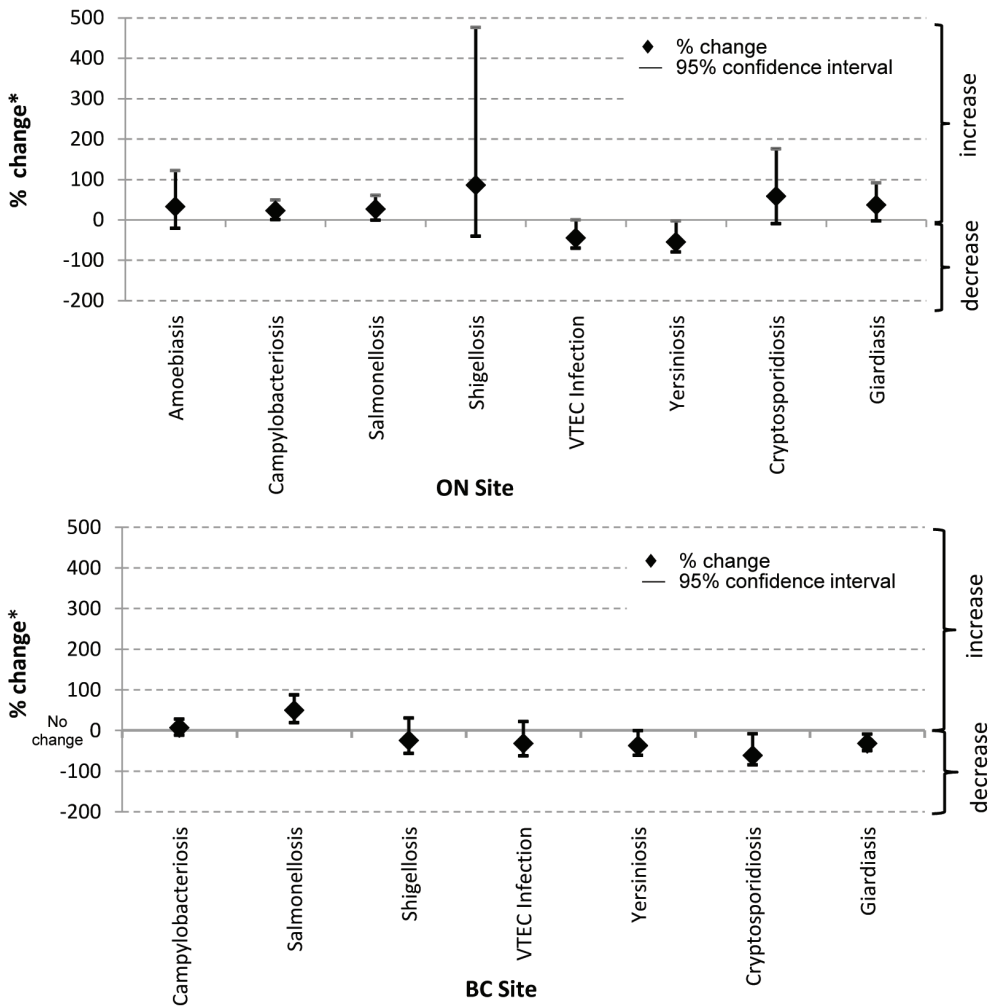 500
400
300
200
100
0
-100
-200
% change*
% change
95% confidence interval
increase
decrease
Amoebiasis
Campylobacteriosis
Salmonellosis
Shigellosis
VTEC Infection
Yersiniosis
Cryptosporidiosis
Giardiasis
ON Site
500
400
300
200
100
0
-100
-200
% change*
No
change
% change
95% confidence interval
increase
decrease
Campylobacteriosis
Salmonellosis
Shigellosis
VTEC Infection
Yersiniosis
Cryptosporidiosis
Giardiasis
BC Site